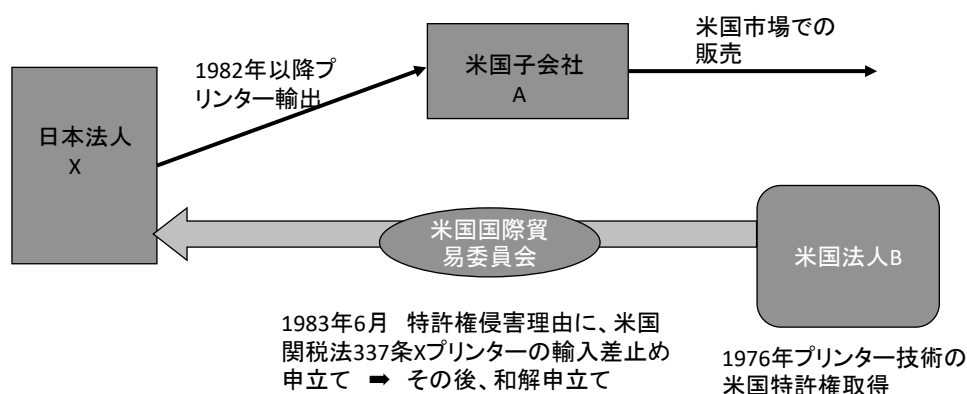 米国市場での
販売
米国子会社
A
1982年以降プ
リンター輸出
日本法人
X
米国国際貿
易委員会
米国法人B
1983年6月 特許権侵害理由に、米国
関税法337条Xプリンターの輸入差止め
申立て ➡ その後、和解申立て
1976年プリンター技術の
米国特許権取得